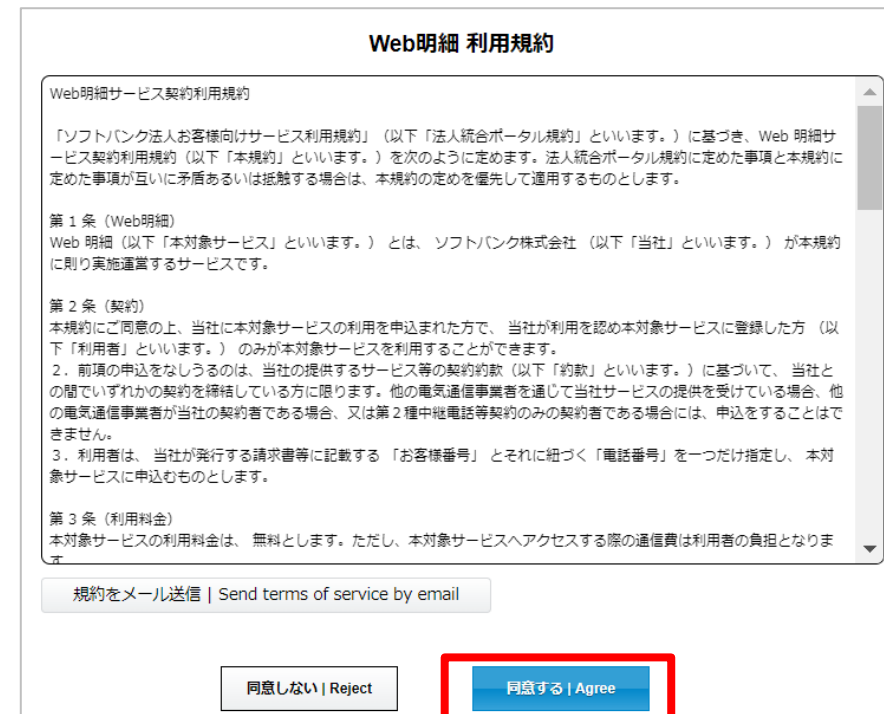 Web明細 利用規約
Web明細サービス契約利用規約
「ソフトバンク法人お客様向けサービス利用規約」（以下「法人統合ポータル規約」といいます。）に基づき、Web 明細サ
ービス契約利用規約（以下「本規約」といいます。）を次のように定めます。法人統合ポータル規約に定めた事項と本規約に
定めた事項が互いに矛盾あるいは抵触する場合は、本規約の定めを優先して適用するものとします。
第１条（Web明細）
Web 明細（以下「本対象サービス」といいます。） とは、 ソフトバンク株式会社 （以下「当社」といいます。） が本規約
に則り実施運営するサービスです。
第２条（契約）
本規約にご同意の上、当社に本対象サービスの利用を申込まれた方で、 当社が利用を認め本対象サービスに登録した方 （以
下「利用者」といいます。） のみが本対象サービスを利用することができます。
２．前項の申込をなしうるのは、当社の提供するサービス等の契約約款（以下「約款」といいます。）に基づいて、 当社と
の間でいずれかの契約を締結している方に限ります。他の電気通信事業者を通じて当社サービスの提供を受けている場合、他
の電気通信事業者が当社の契約者である場合、又は第２種中継電話等契約のみの契約者である場合には、申込をすることはで
きません。
３．利用者は、 当社が発行する請求書等に記載する 「お客様番号」 とそれに紐づく「電話番号」を一つだけ指定し、 本対
象サービスに申込むものとします。
第３条（利用料金）
本対象サービスの利用料金は、 無料とします。ただし、本対象サービスへアクセスする際の通信費は利用者の負担となりま
す
規約をメール送信 | Send terms of service by email
同意しない | Reject
同意する | Agree